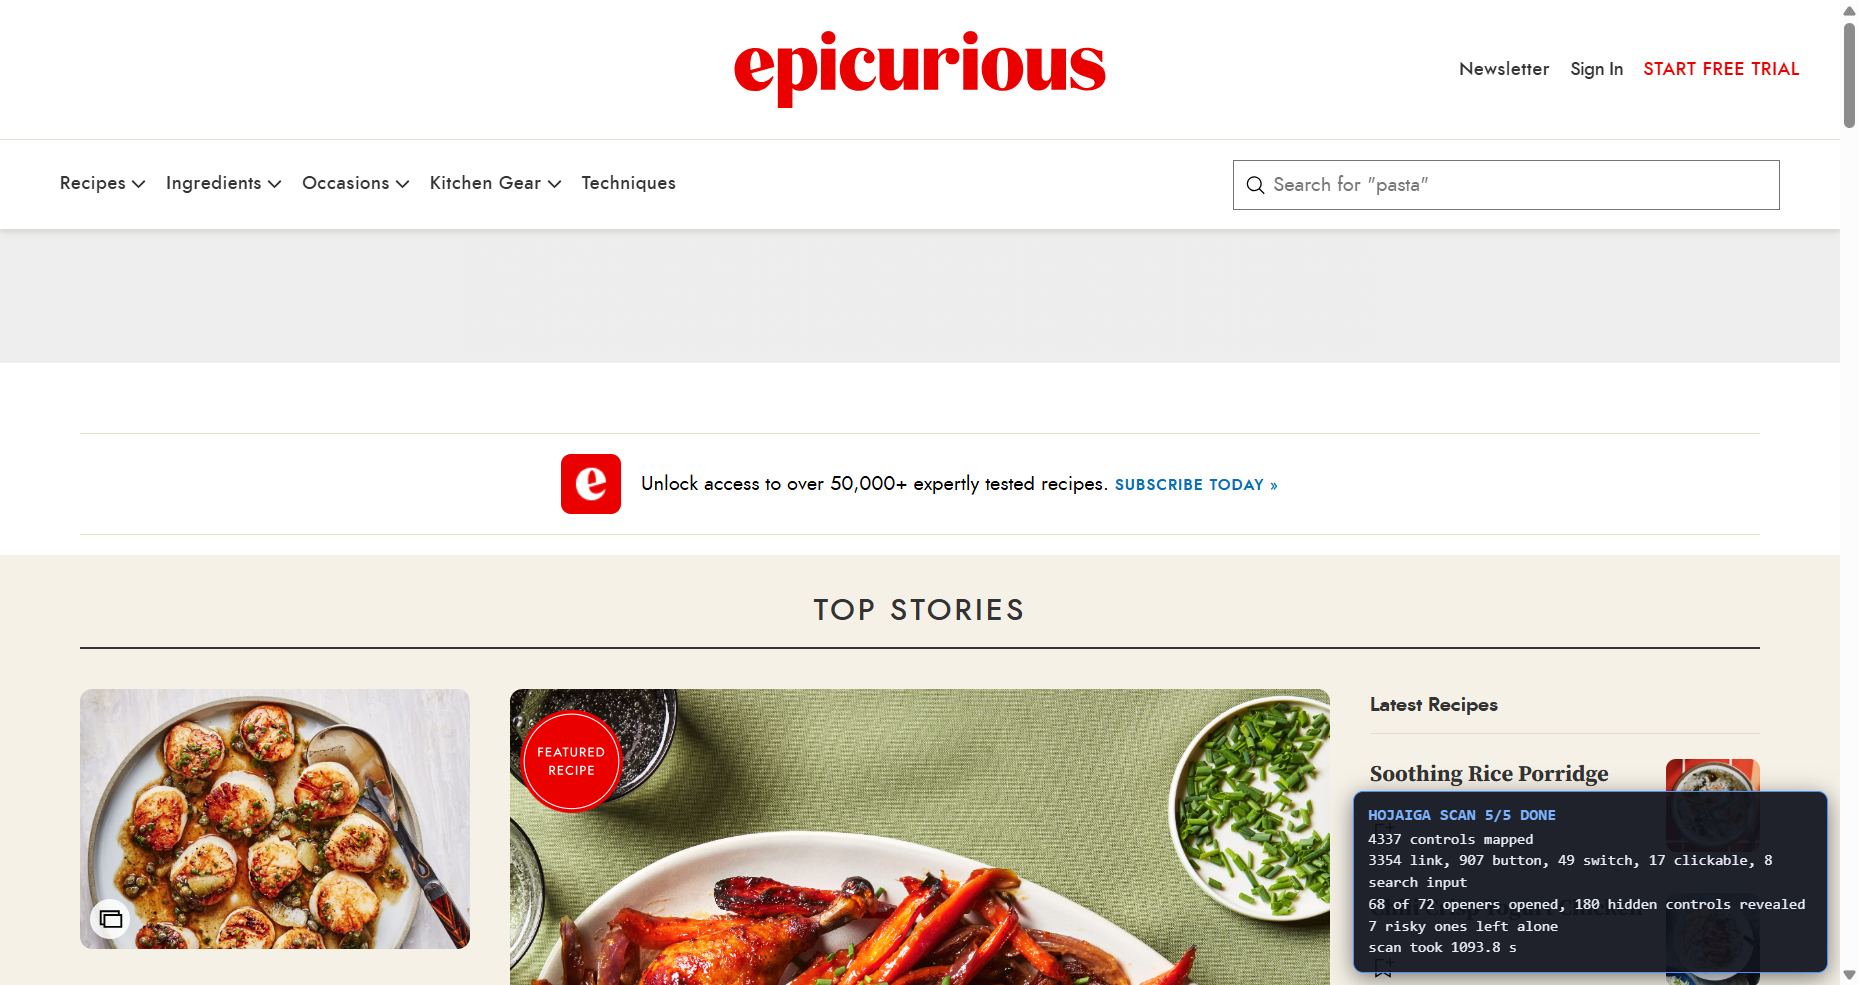 epicurious
Newsletter Sign In START FREE TRIAL
Recipes Ingredients Occasions Kitchen Gear Techniques
Search for "pasta"
e Unlock access to over 50,000+ expertly tested recipes. SUBSCRIBE TODAY »
TOP STORIES
FEATURED
RECIPE
Latest Recipes
Soothing Rice Porridge
HOJAIGA SCAN 5/5 DONE
4337 controls mapped
3354 link, 907 button, 49 switch, 17 clickable, 8
search input
68 of 72 openers opened, 180 hidden controls revealed
7 risky ones left alone
scan took 1093.8 s